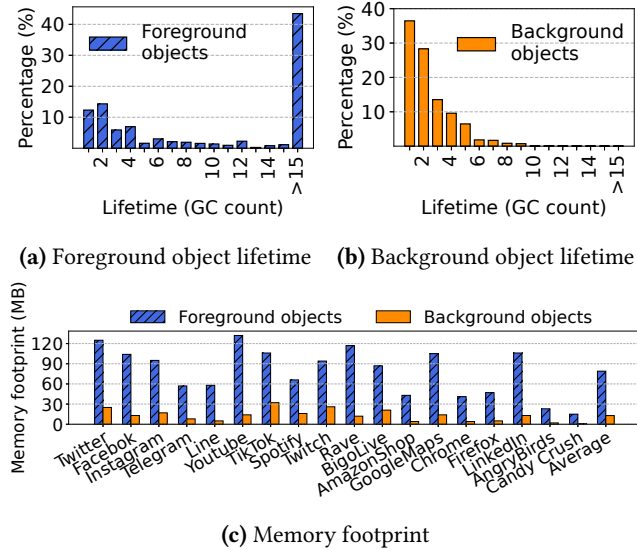 Percentage (%)
40
30
20
10
Foreground
objects
2
4
6
8
10
12
14
> 15
Lifetime (GC count)
(a) Foreground object lifetime
Percentage (%)
40
30
20
10
Background
objects
2
4
6
8
10
12
14
> 15
Lifetime (GC count)
(b) Background object lifetime
Foreground objects Background objects
Memory footprint (MB)
120
90
60
30
0
Twitter
Facebok
Instagram
Telegram
Line
Youtube
TikTok
Spotify
Twitch
Rave
BigoLive
AmazonShop
GoogleMaps
Chrome
Firefox
LinkedIn
AngryBirds
Candy Crush
Average
(c) Memory footprint